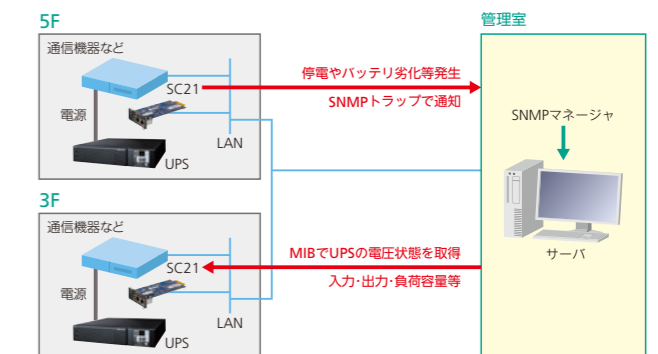 5F
通信機器など
SC21
電源
LAN
UPS
停電やバッテリ劣化等発生
SNMPトラップで通知
管理室
SNMPマネージャ
サーバ
3F
通信機器など
SC21
電源
LAN
UPS
MIBでUPSの電圧状態を取得
入力・出力・負荷容量等